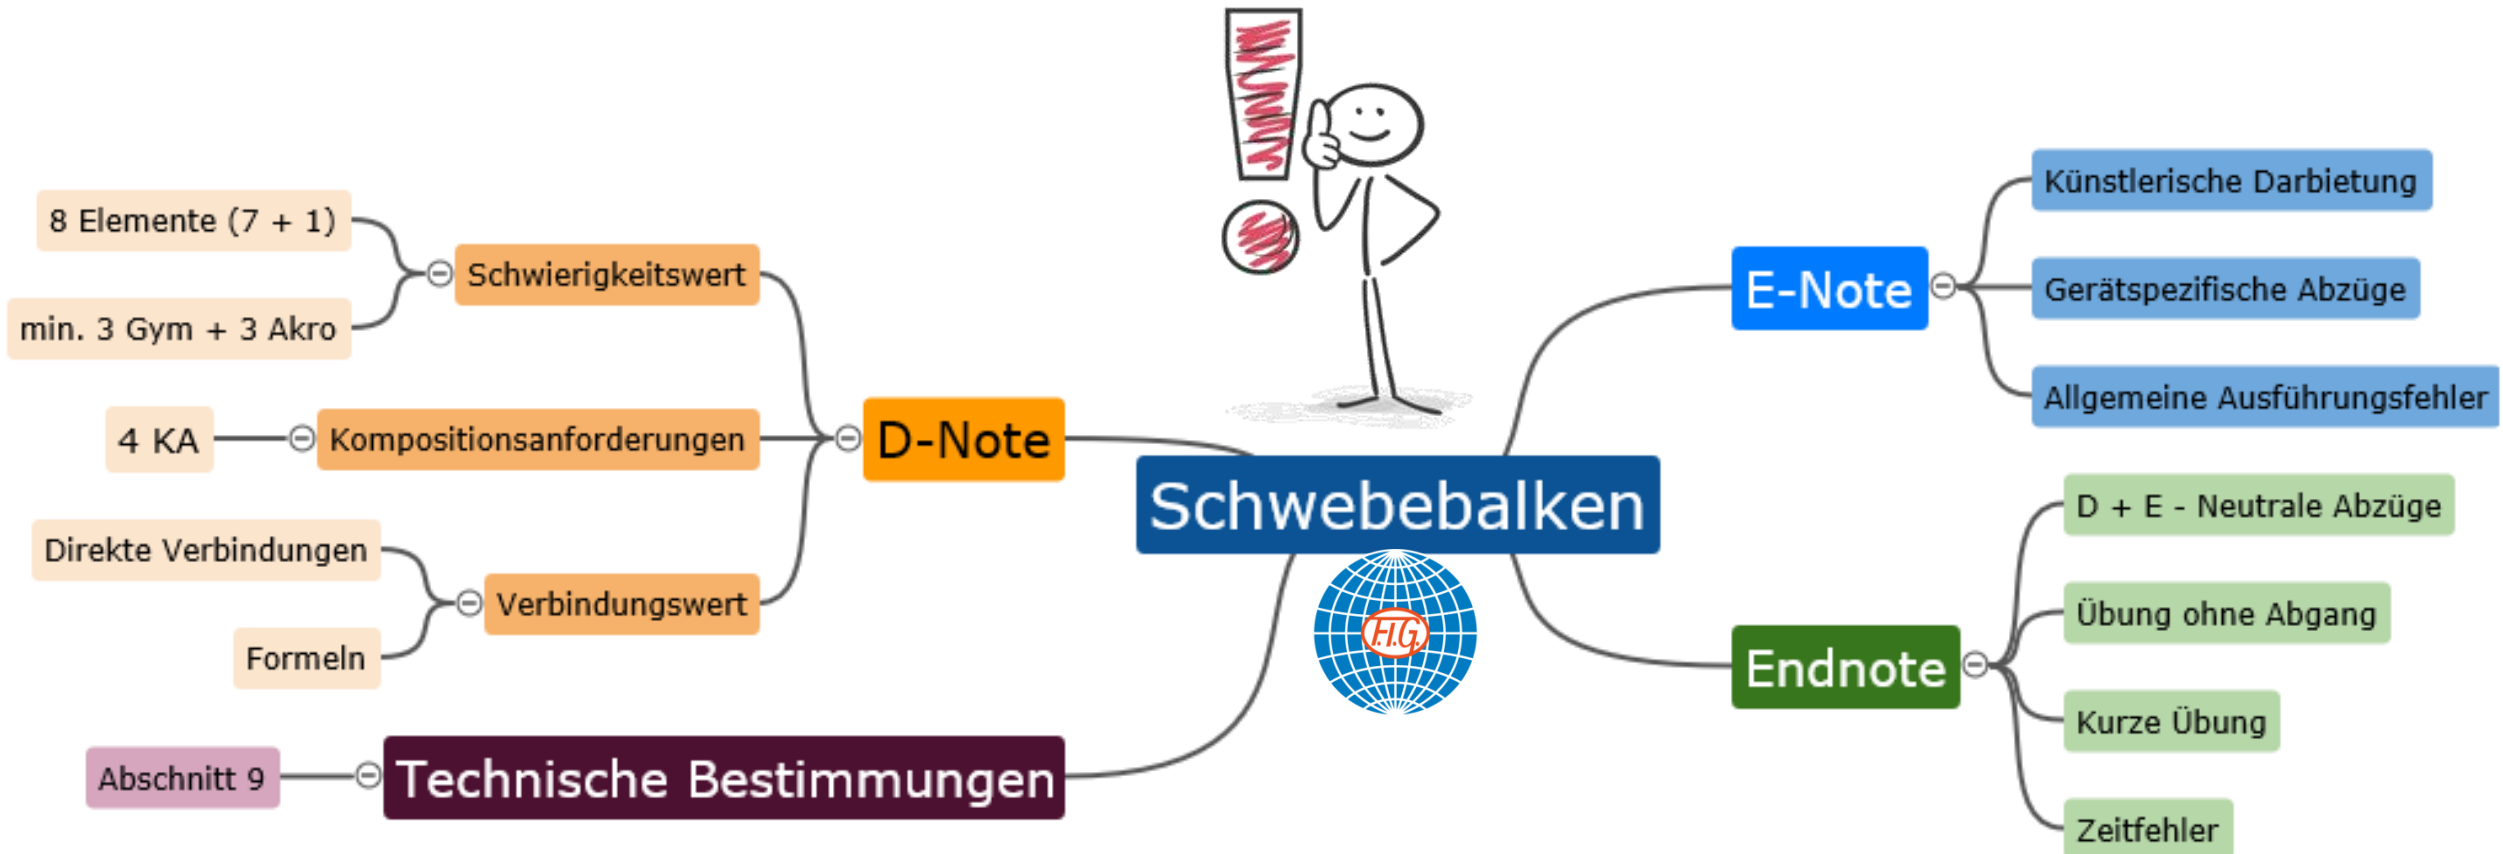 Schwebebalken
F.I.G.
D-Note
Schwierigkeitswert
8 Elemente (7 + 1)
min. 3 Gym + 3 Akro
Kompositionsanforderungen
4 KA
Verbindungswert
Direkte Verbindungen
Formeln
Technische Bestimmungen
Abschnitt 9
E-Note
Künstlerische Darbietung
Gerätspezifische Abzüge
Allgemeine Ausführungsfehler
Endnote
D + E - Neutrale Abzüge
Übung ohne Abgang
Kurze Übung
Zeitfehler